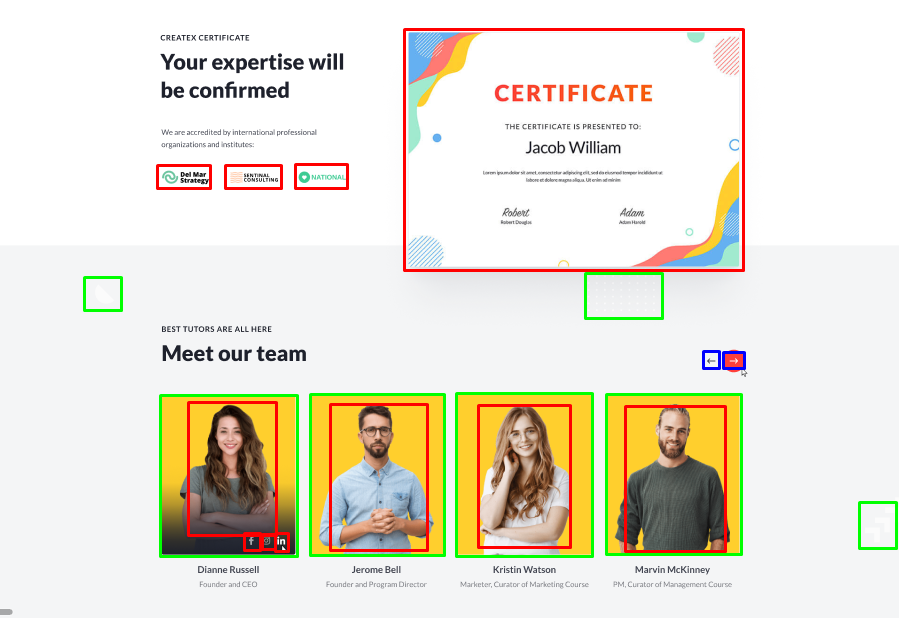 CREATEX CERTIFICATE
Your expertise will
be confirmed
We are accredited by international professional
organizations and institutes:
Del Mar
Strategy
SENTINAL
CONSULTING
NATIONAL
CERTIFICATE
THE CERTIFICATE IS PRESENTED TO:
Jacob William
Lorem ipsum dolor sit amet, consectetur adipiscing elit, sed do eiusmod tempor incididunt ut
labore et dolore magna aliqua. Ut enim ad minim
Robert
Robert Douglas
Adam
Adam Harold
BEST TUTORS ARE ALL HERE
Meet our team
f
in
Dianne Russell
Founder and CEO
Jerome Bell
Founder and Program Director
Kristin Watson
Marketer, Curator of Marketing Course
Marvin McKinney
PM, Curator of Management Course